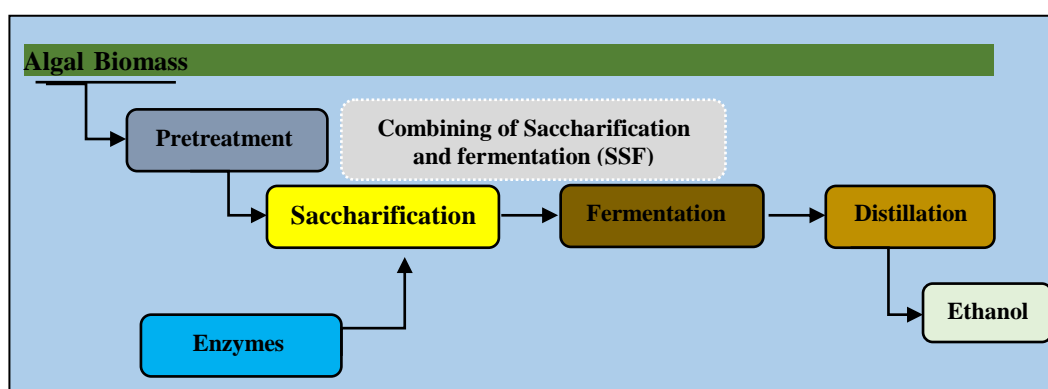 Algal Biomass
Pretreatment
Combining of Saccharification
and fermentation (SSF)
Saccharification
Fermentation
Distillation
Enzymes
Ethanol